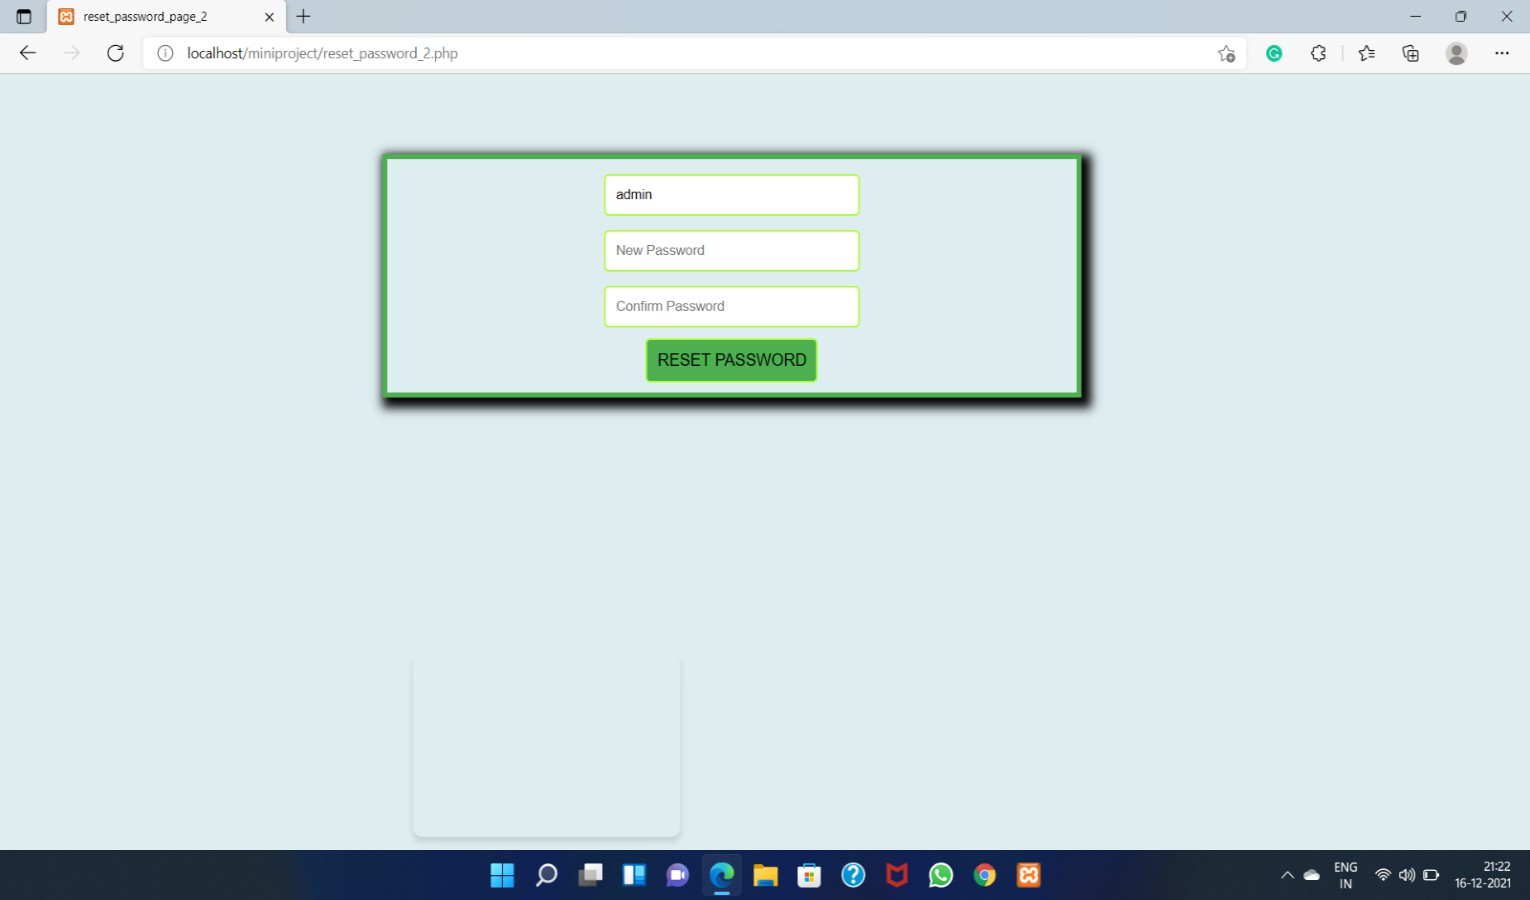 reset_password_page_2
localhost/miniproject/reset_password_2.php
admin
New Password
Confirm Password
RESET PASSWORD
ENG
IN
21:22
16-12-2021